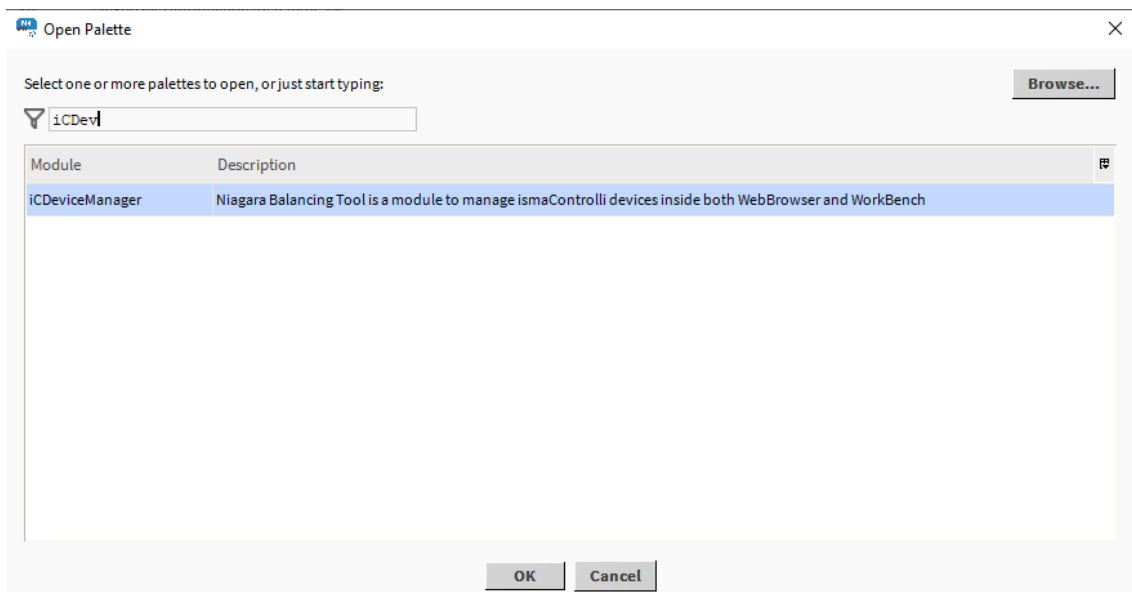 N4 Open Palette
Select one or more palettes to open, or just start typing:
Browse...
iCDev
Module Description
iCDeviceManager Niagara Balancing Tool is a module to manage ismaControlli devices inside both WebBrowser and WorkBench
OK Cancel